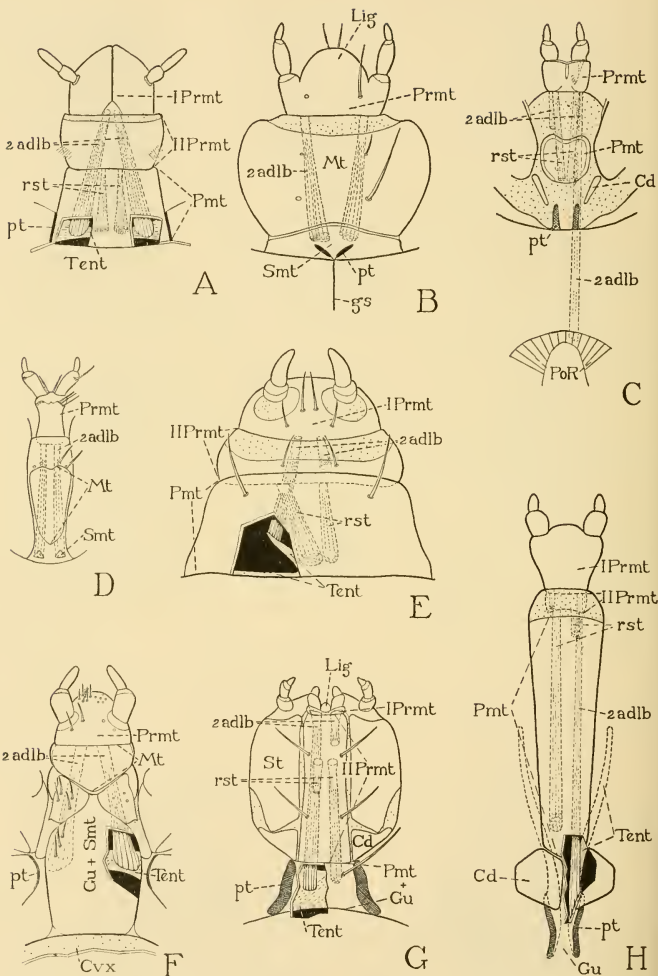 IPrmt
2adlb
IIPrmt
rst
Pmt
pt
Tent
A
Lig
Prmt
2adlb
Mt
Smt
pt
gs
B
Prmt
2adlb
Pmt
rst
Cd
pt
2adlb
PoR
C
Prmt
2adlb
Mt
Smt
D
IPrmt
IIPrmt
2adlb
Pmt
rst
Tent
E
Prmt
2adlb
Mt
Gu + Smt
pt
Tent
Cvx
F
Lig
IPrmt
2adlb
St
IIPrmt
rst
Cd
Pmt
+
Gu
pt
Tent
G
IPrmt
IIPrmt
rst
Pmt
2adlb
Tent
Cd
pt
Gu
H